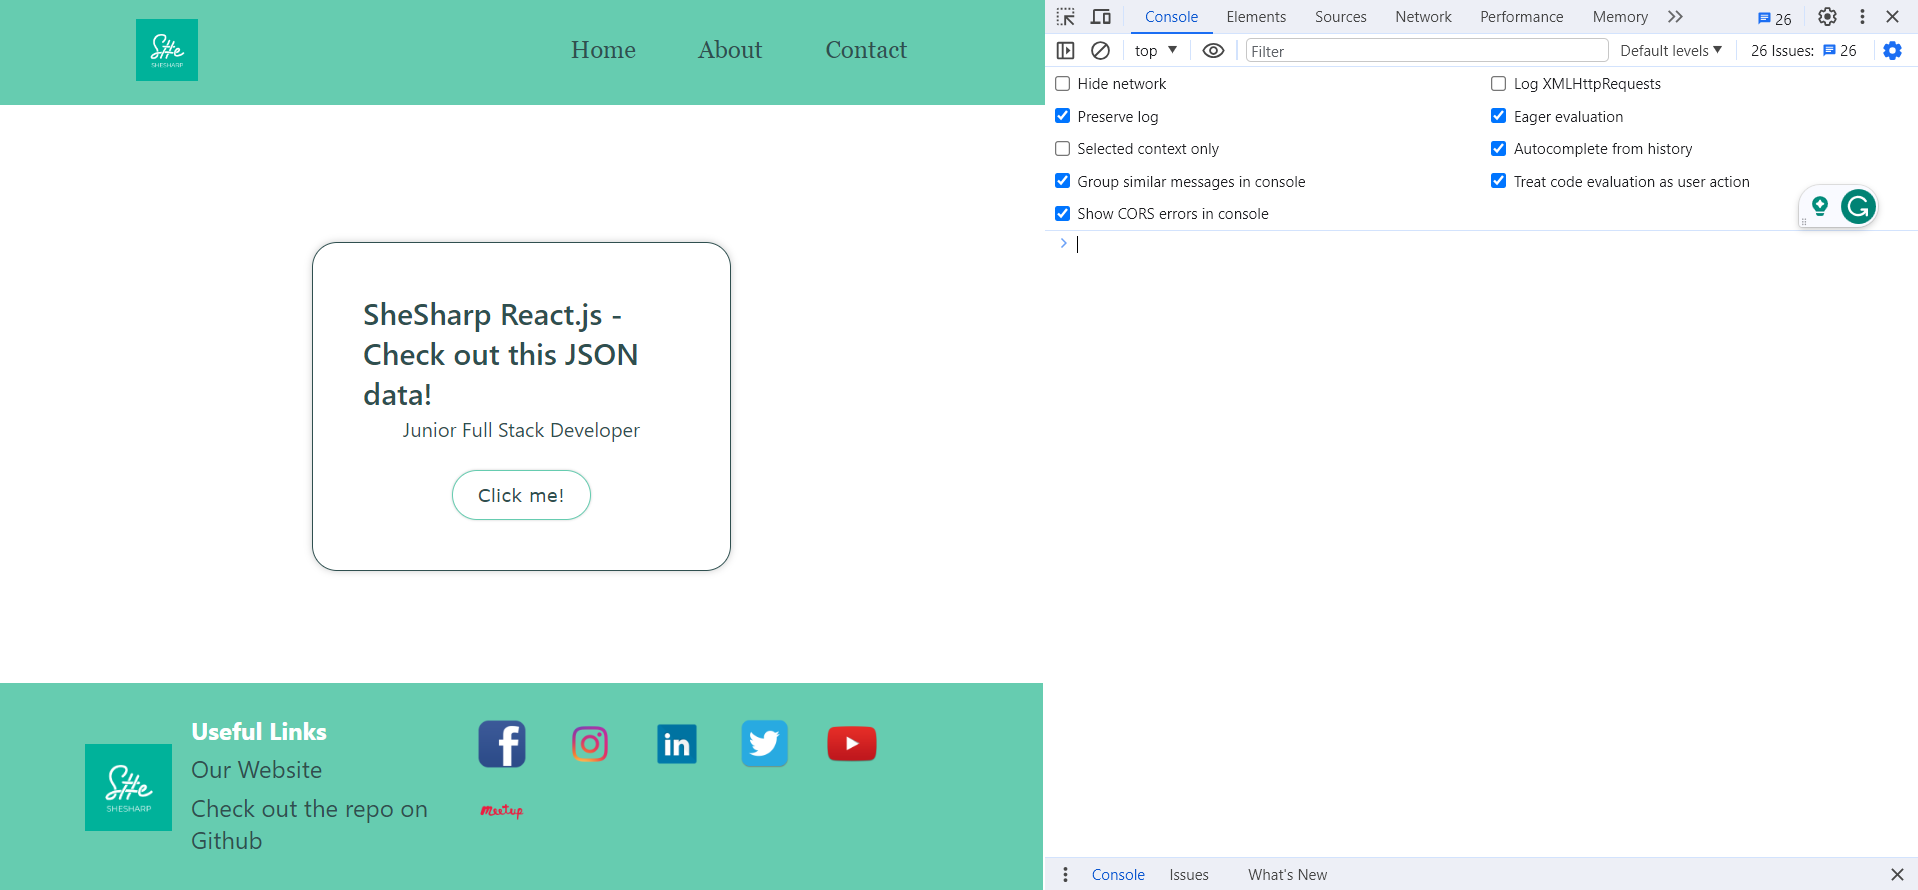 SHe
SHESHARP
Home About Contact
SheSharp React.js -
Check out this JSON
data!
Junior Full Stack Developer
Click me!
SHe
SHESHARP
Useful Links
Our Website
Check out the repo on
Github
f
in
meetup
Console Elements Sources Network Performance Memory 26
top Filter Default levels 26 Issues: 26
Hide network
Log XMLHttpRequests
Preserve log
Eager evaluation
Selected context only
Autocomplete from history
Group similar messages in console
Treat code evaluation as user action
Show CORS errors in console
G
Console Issues What's New